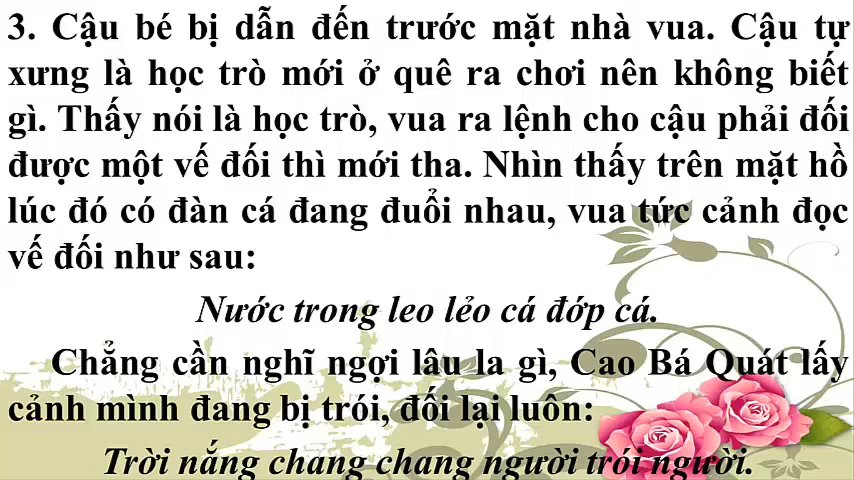 3. Cậu bé bị dẫn đến trước mặt nhà vua. Cậu tự
xưng là học trò mới ở quê ra chơi nên không biết
gì. Thấy nói là học trò, vua ra lệnh cho cậu phải đối
được một vế đối thì mới tha. Nhìn thấy trên mặt hồ
lúc đó có đàn cá đang đuổi nhau, vua tức cảnh đọc
vế đối như sau:
Nước trong leo lẻo cá đớp cá.
Chẳng cần nghĩ ngợi lâu la gì, Cao Bá Quát lấy
cảnh mình đang bị trói, đối lại luôn:
Trời nắng chang chang người trói người.